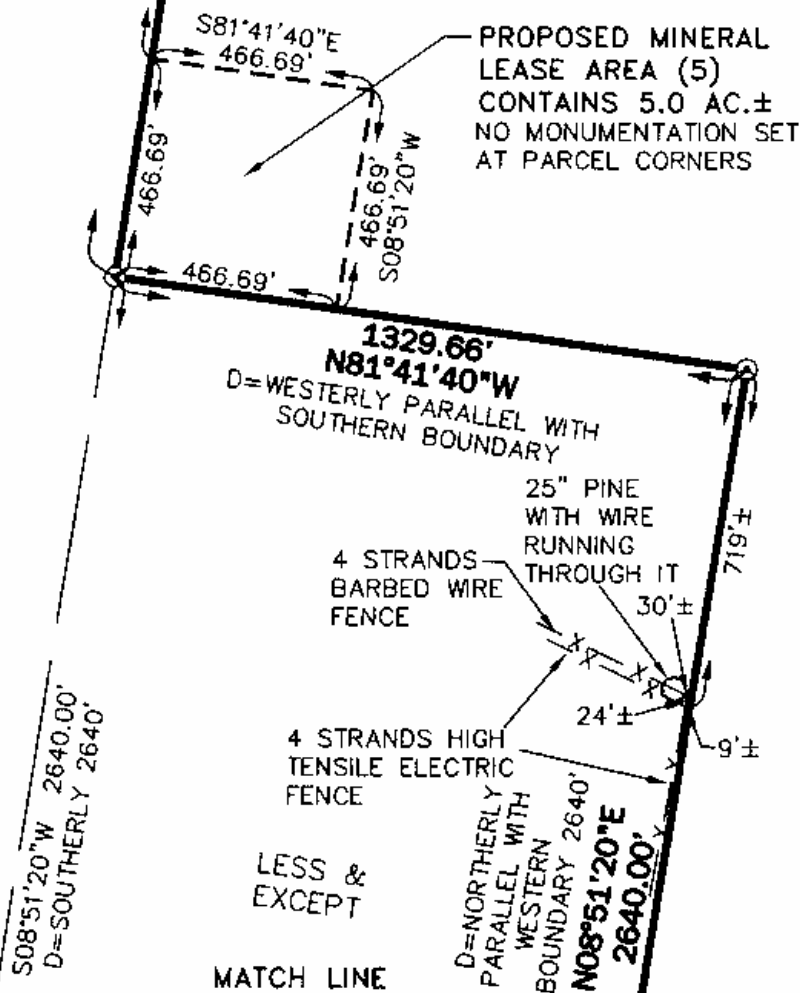 S81°41'40"E
466.69'
PROPOSED MINERAL
LEASE AREA (5)
CONTAINS 5.0 AC.±
NO MONUMENTATION SET
AT PARCEL CORNERS
466.69'
466.69'
S08°51'20"W
466.69'
1329.66'
N81°41'40"W
D=WESTERLY PARALLEL WITH
SOUTHERN BOUNDARY
25" PINE
WITH WIRE
RUNNING
THROUGH IT
719'±
4 STRANDS
BARBED WIRE
FENCE
30'±
24'±
9'±
4 STRANDS HIGH
TENSILE ELECTRIC
FENCE
S08°51'20"W 2640.00'
D=SOUTHERLY 2640'
LESS &
EXCEPT
D=NORTHERLY
PARALLEL WITH
WESTERN
BOUNDARY 2640'
N08°51'20"E
2640.00'
MATCH LINE